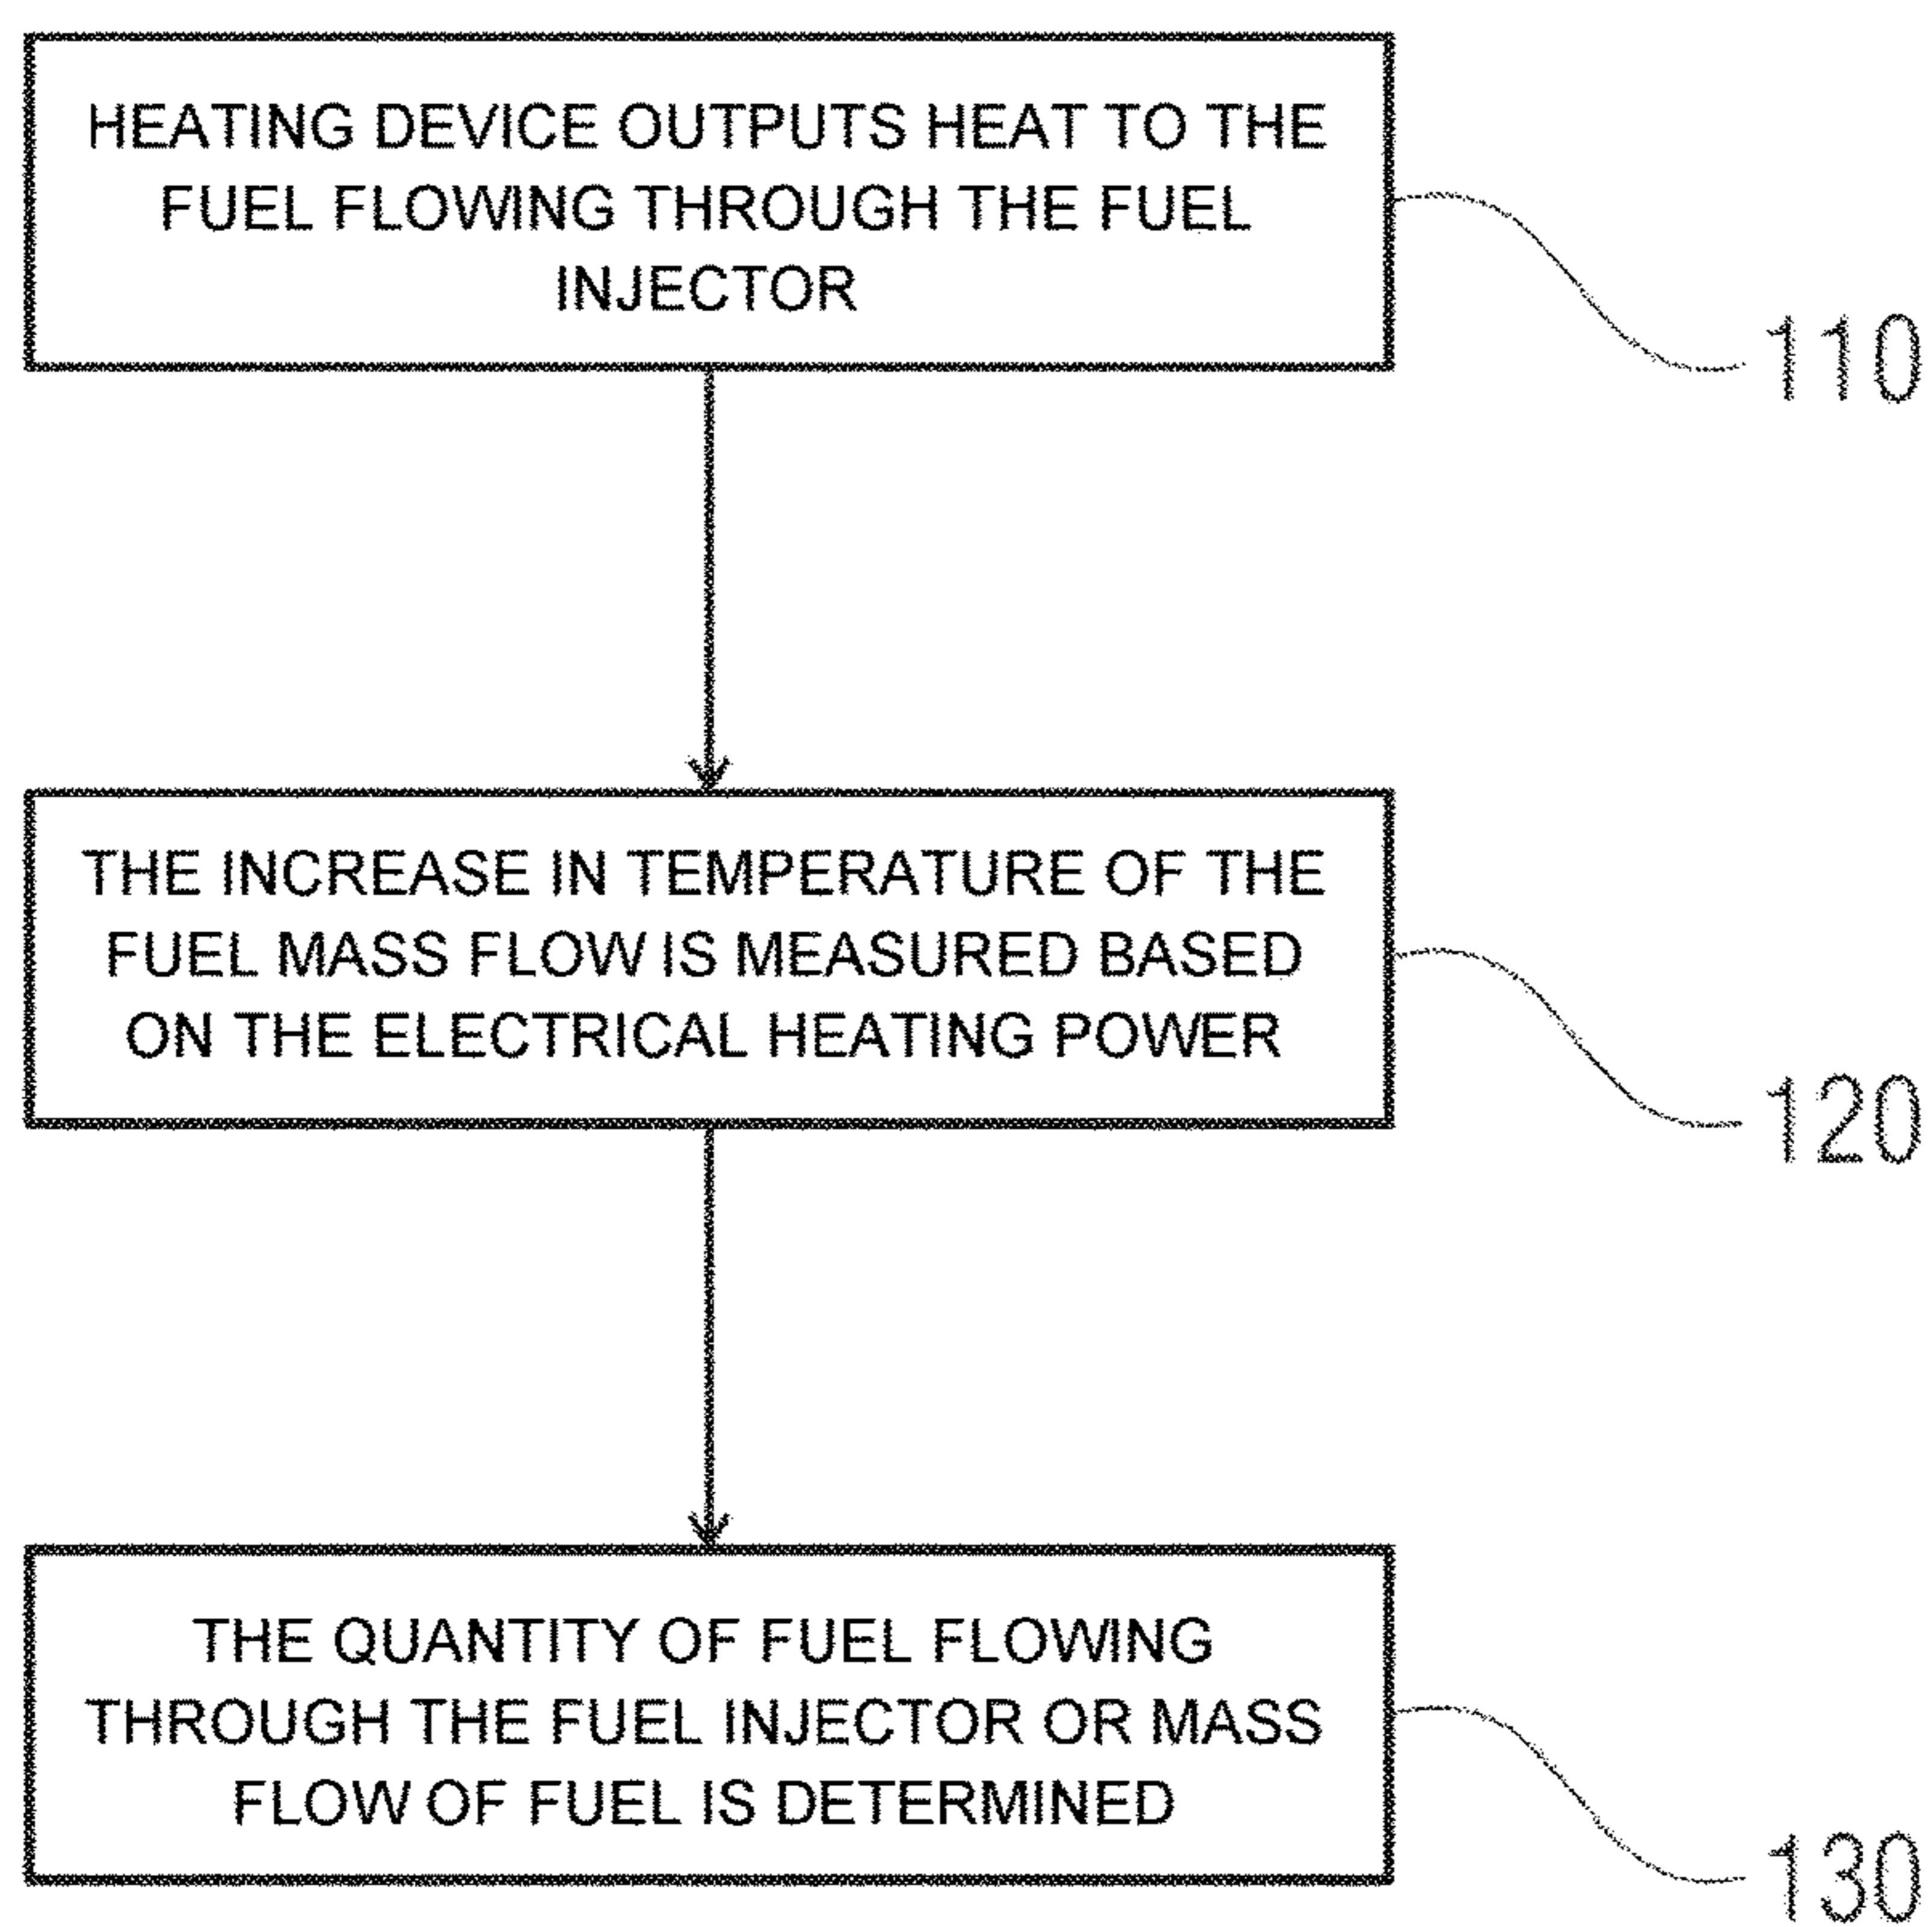 HEATING DEVICE OUTPUTS HEAT TO THE
FUEL FLOWING THROUGH THE FUEL
INJECTOR
110
THE INCREASE IN TEMPERATURE OF THE
FUEL MASS FLOW IS MEASURED BASED
ON THE ELECTRICAL HEATING POWER
120
THE QUANTITY OF FUEL FLOWING
THROUGH THE FUEL INJECTOR OR MASS
FLOW OF FUEL IS DETERMINED
130